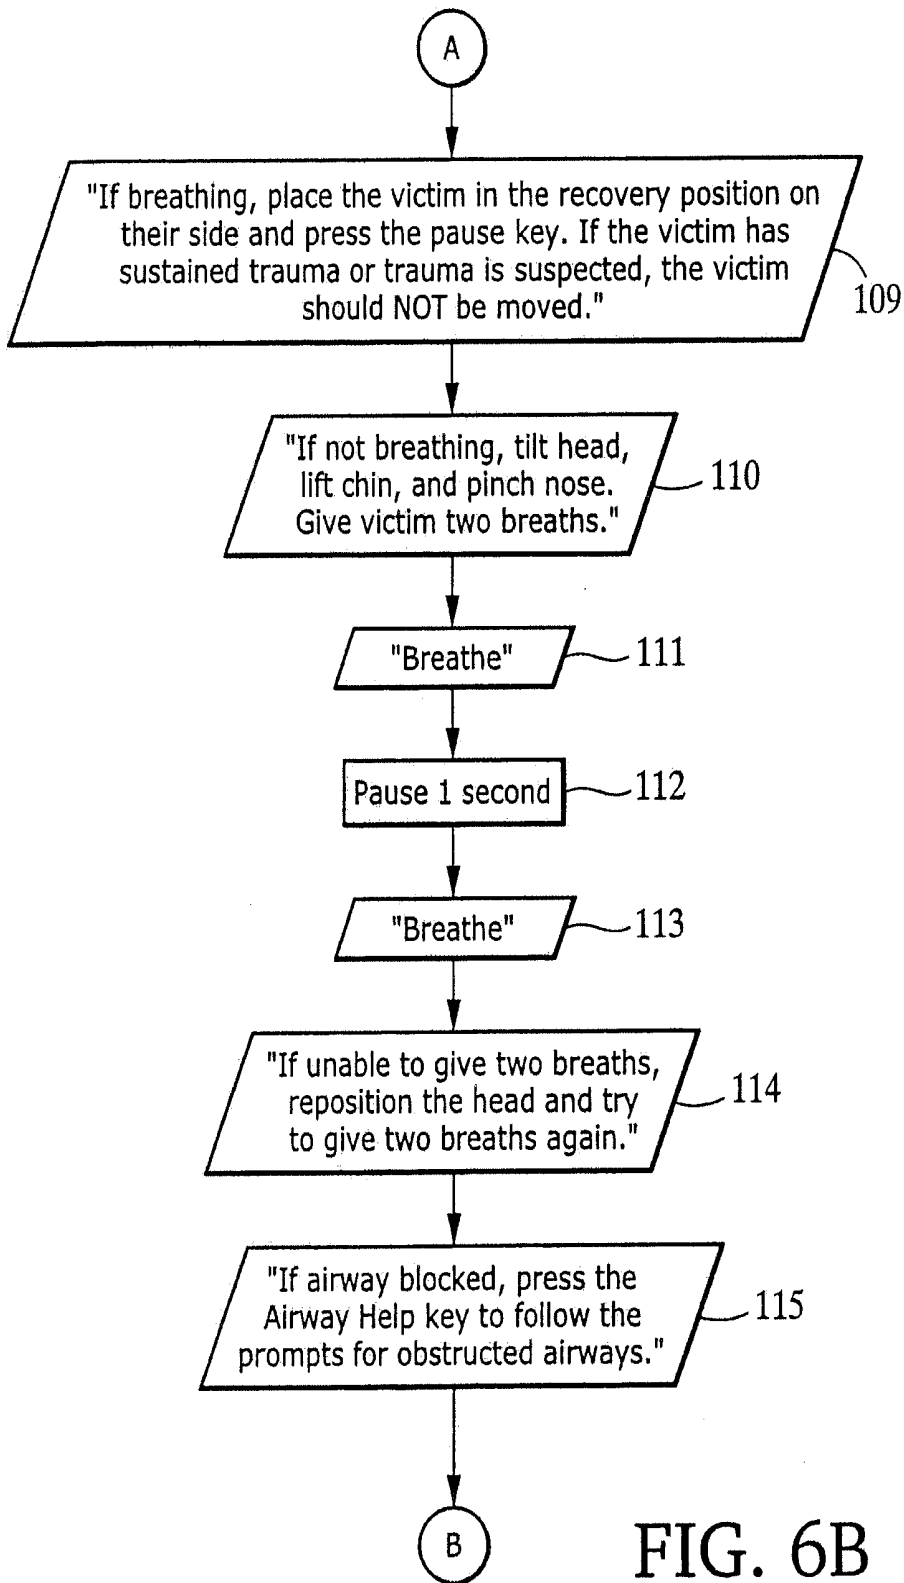 A
"If breathing, place the victim in the recovery position on
their side and press the pause key. If the victim has
sustained trauma or trauma is suspected, the victim
should NOT be moved."
109
"If not breathing, tilt head,
lift chin, and pinch nose.
Give victim two breaths."
110
"Breathe"
111
Pause 1 second
112
"Breathe"
113
"If unable to give two breaths,
reposition the head and try
to give two breaths again."
114
"If airway blocked, press the
Airway Help key to follow the
prompts for obstructed airways."
115
B
FIG. 6B